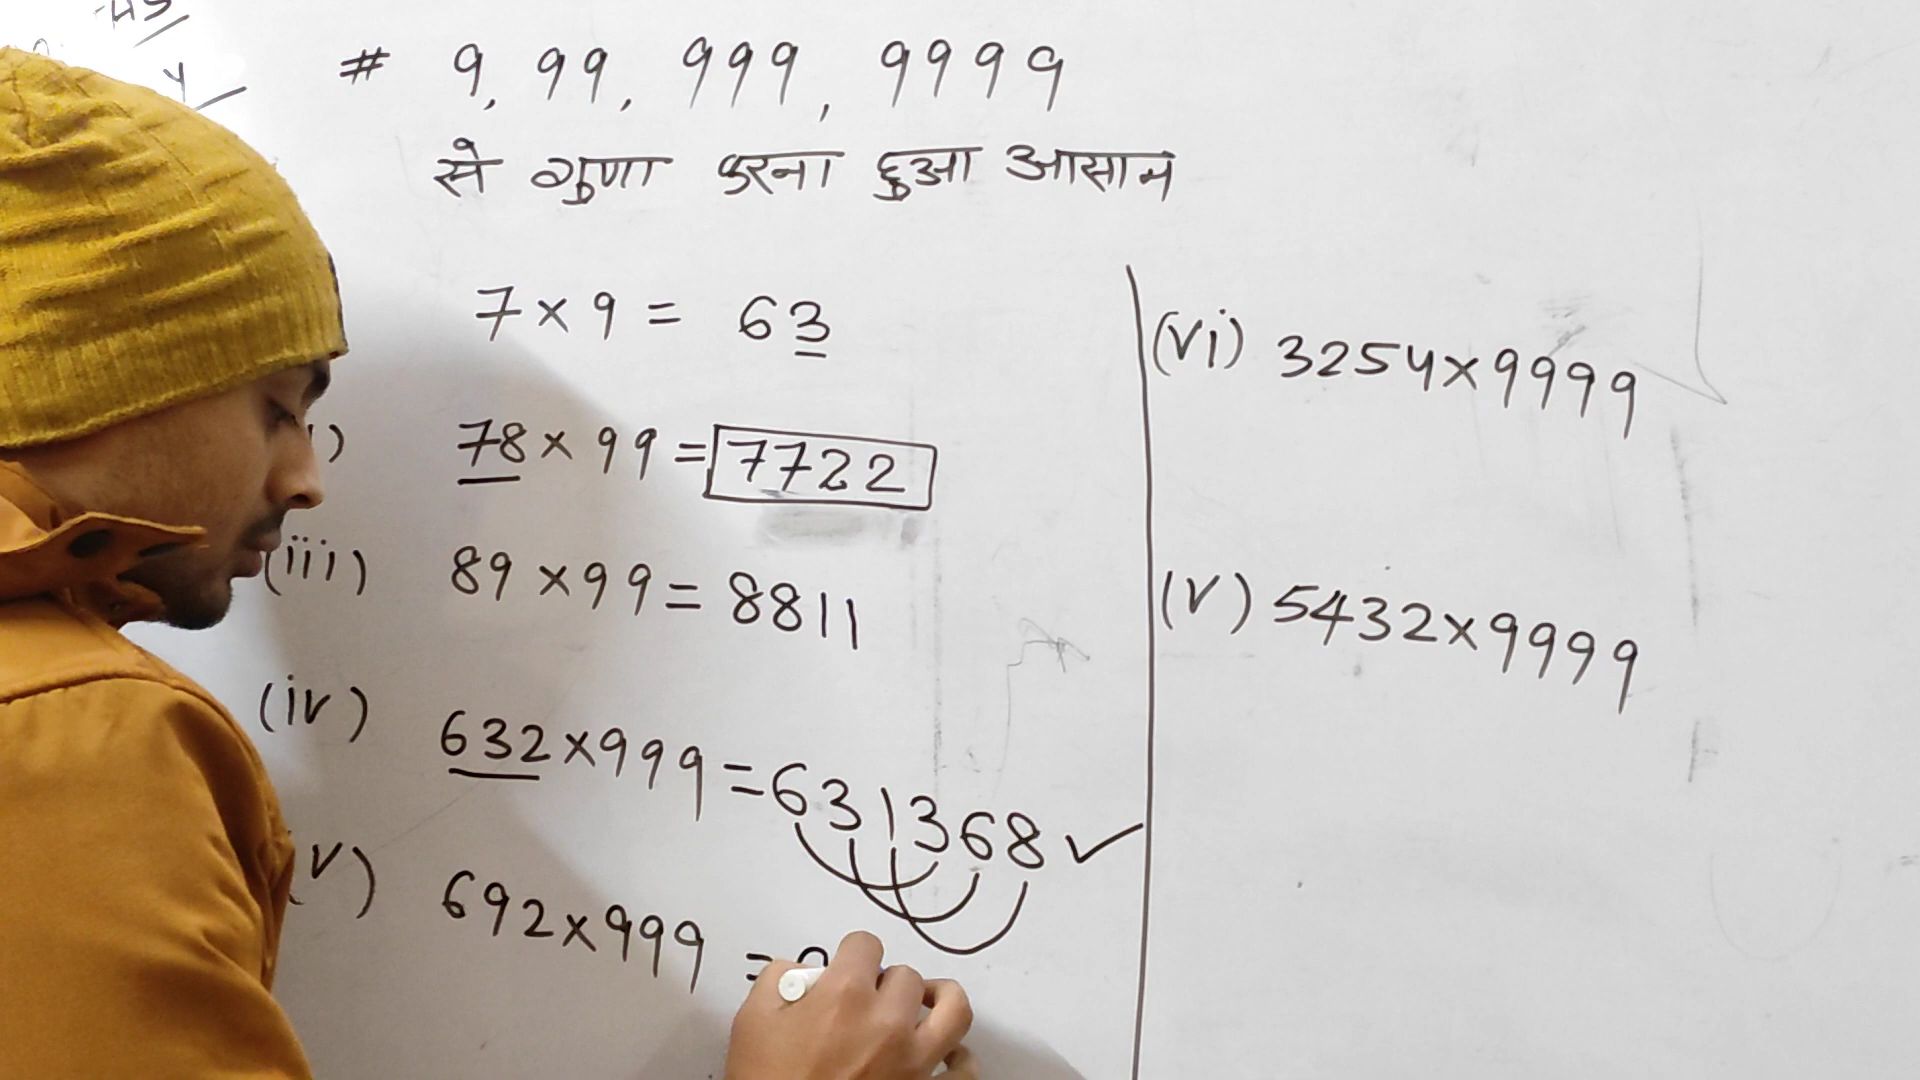 # 9, 99, 999, 9999
से गुणा करना हुआ आसान
7 × 9 = 63
78 × 99 = 7722
(iii) 89 × 99 = 8811
(iv) 632 × 999 = 631368 ✓
(v) 692 × 999 =
(vi) 3254 × 9999
(v) 5432 × 9999